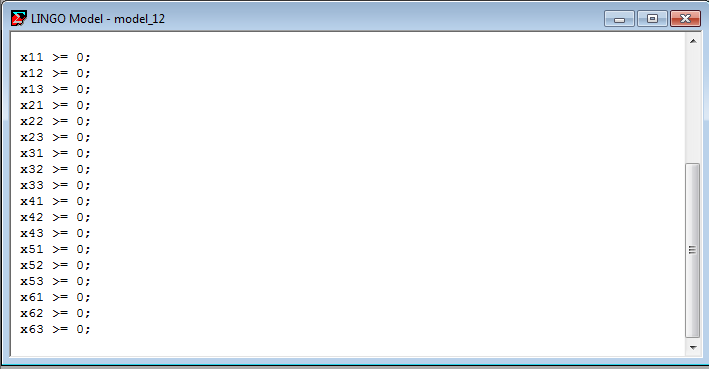 LINGO Model - model_12
x11 >= 0;
x12 >= 0;
x13 >= 0;
x21 >= 0;
x22 >= 0;
x23 >= 0;
x31 >= 0;
x32 >= 0;
x33 >= 0;
x41 >= 0;
x42 >= 0;
x43 >= 0;
x51 >= 0;
x52 >= 0;
x53 >= 0;
x61 >= 0;
x62 >= 0;
x63 >= 0;